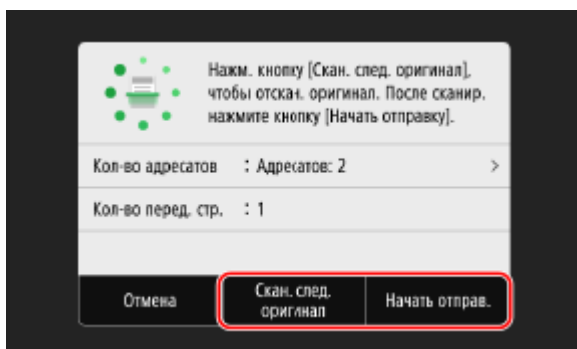 Нажм. кнопку [Скан. след. оригинал],
чтобы отскан. оригинал. После сканир.
нажмите кнопку [Начать отправку].
Кол-во адресатов : Адресатов: 2 >
Кол-во перед. стр. : 1
Отмена
Скан. след.
оригинал
Начать отправ.